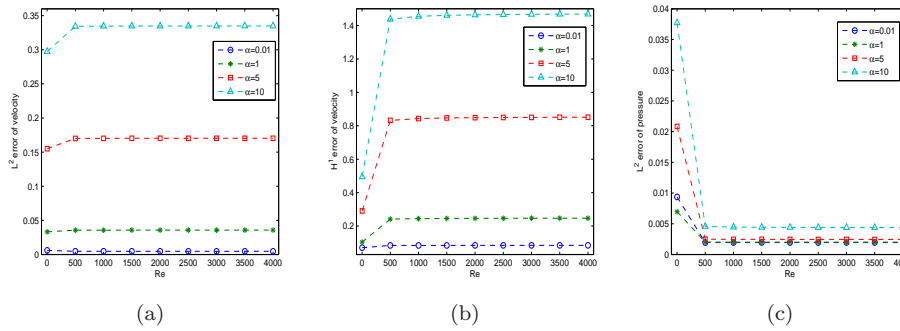 0.35
0.3
0.25
0.2
0.15
0.1
0.05
0
L² error of velocity
0 500 1000 1500 2000 2500 3000 3500 4000
Re
α=0.01
α=1
α=5
α=10
(a)
1.4
1.2
1
0.8
0.6
0.4
0.2
H¹ error of velocity
0 500 1000 1500 2000 2500 3000 3500 4000
Re
α=0.01
α=1
α=5
α=10
(b)
0.04
0.035
0.03
0.025
0.02
0.015
0.01
0.005
0
L² error of pressure
0 500 1000 1500 2000 2500 3000 3500 4000
Re
α=0.01
α=1
α=5
α=10
(c)